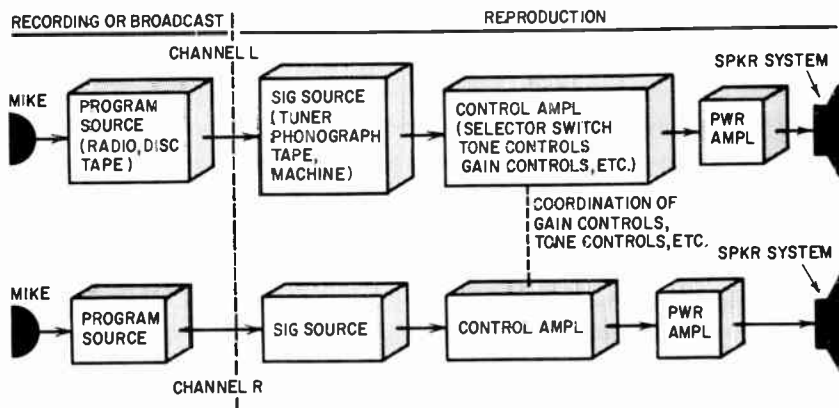 RECORDING OR BROADCAST
REPRODUCTION
CHANNEL L
MIKE
PROGRAM
SOURCE
(RADIO, DISC
TAPE)
SIG SOURCE
(TUNER
PHONOGRAPH
TAPE,
MACHINE)
CONTROL AMPL
(SELECTOR SWITCH
TONE CONTROLS
GAIN CONTROLS, ETC.)
PWR
AMPL
SPKR SYSTEM
COORDINATION OF
GAIN CONTROLS,
TONE CONTROLS, ETC.
MIKE
PROGRAM
SOURCE
SIG SOURCE
CONTROL AMPL
PWR
AMPL
SPKR SYSTEM
CHANNEL R